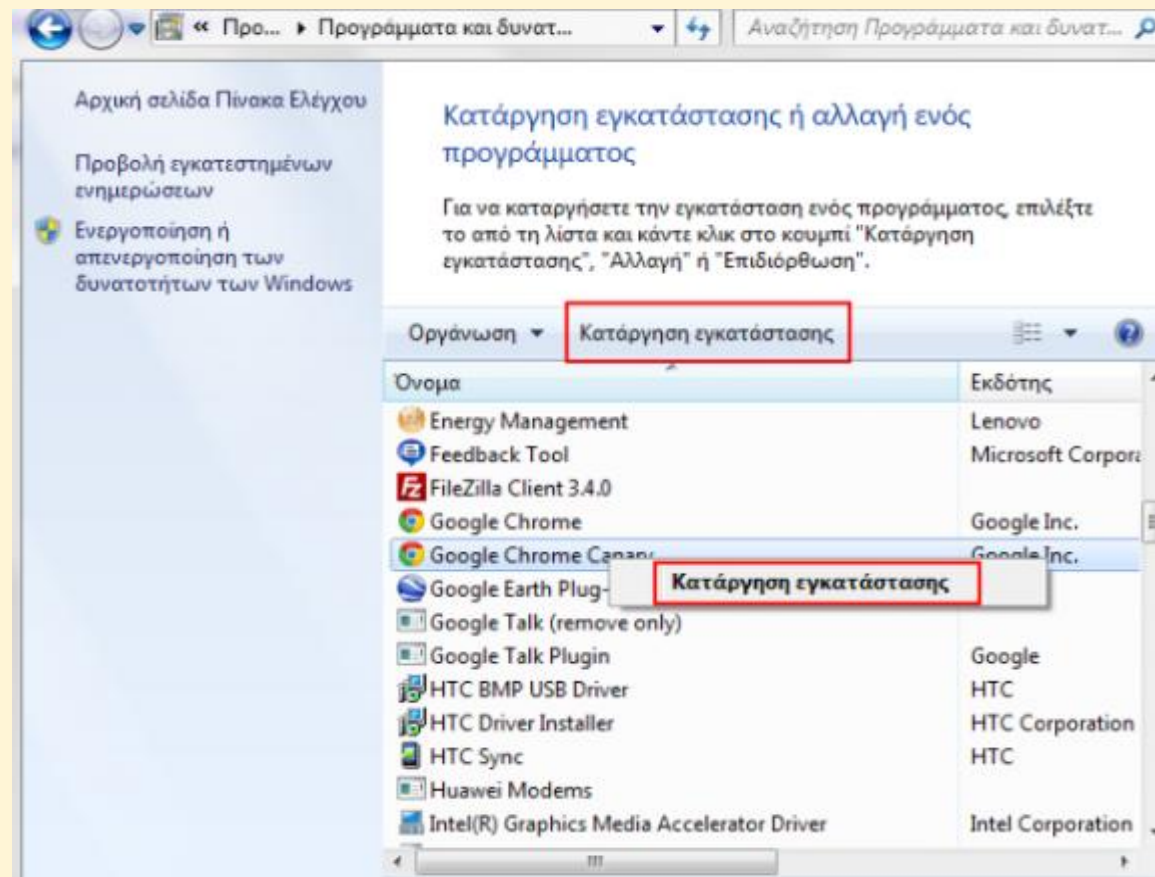 « Προ... Προγράμματα και δυνατ... Αναζήτηση Προγράμματα και δυνατ...
Αρχική σελίδα Πίνακα Ελέγχου
Προβολή εγκατεστημένων
ενημερώσεων
Ενεργοποίηση ή
απενεργοποίηση των
δυνατοτήτων των Windows
Κατάργηση εγκατάστασης ή αλλαγή ενός
προγράμματος
Για να καταργήσετε την εγκατάσταση ενός προγράμματος, επιλέξτε
το από τη λίστα και κάντε κλικ στο κουμπί "Κατάργηση
εγκατάστασης", "Αλλαγή" ή "Επιδιόρθωση".
Οργάνωση Κατάργηση εγκατάστασης
Όνομα Εκδότης
Energy Management Lenovo
Feedback Tool Microsoft Corpora
FileZilla Client 3.4.0
Google Chrome Google Inc.
Google Chrome Canary Google Inc.
Κατάργηση εγκατάστασης
Google Earth Plug-
Google Talk (remove only)
Google Talk Plugin Google
HTC BMP USB Driver HTC
HTC Driver Installer HTC Corporation
HTC Sync HTC
Huawei Modems
Intel(R) Graphics Media Accelerator Driver Intel Corporation